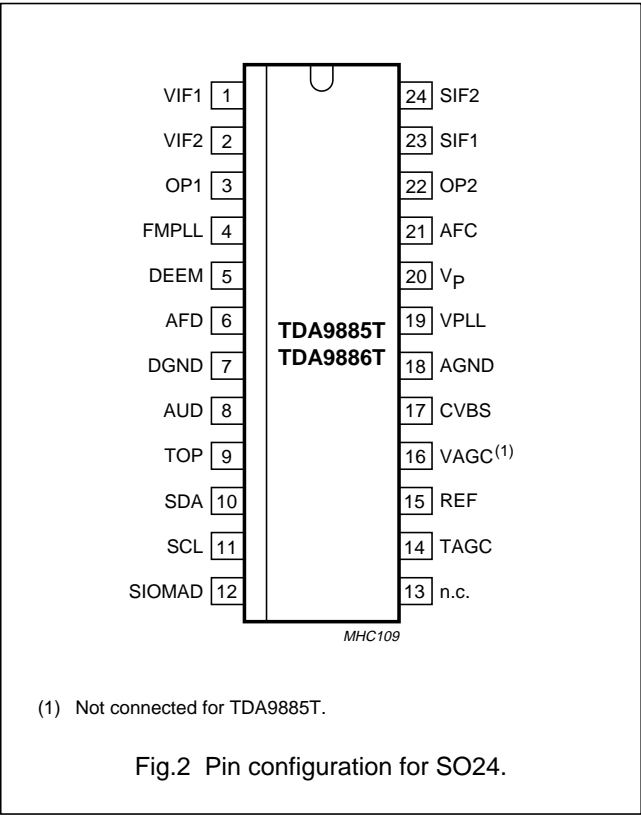 VIF1 1
VIF2 2
OP1 3
FMPLL 4
DEEM 5
AFD 6
DGND 7
AUD 8
TOP 9
SDA 10
SCL 11
SIOMAD 12
TDA9885T
TDA9886T
24 SIF2
23 SIF1
22 OP2
21 AFC
20 VP
19 VPLL
18 AGND
17 CVBS
16 VAGC(1)
15 REF
14 TAGC
13 n.c.
MHC109
(1) Not connected for TDA9885T.
Fig.2 Pin configuration for SO24.